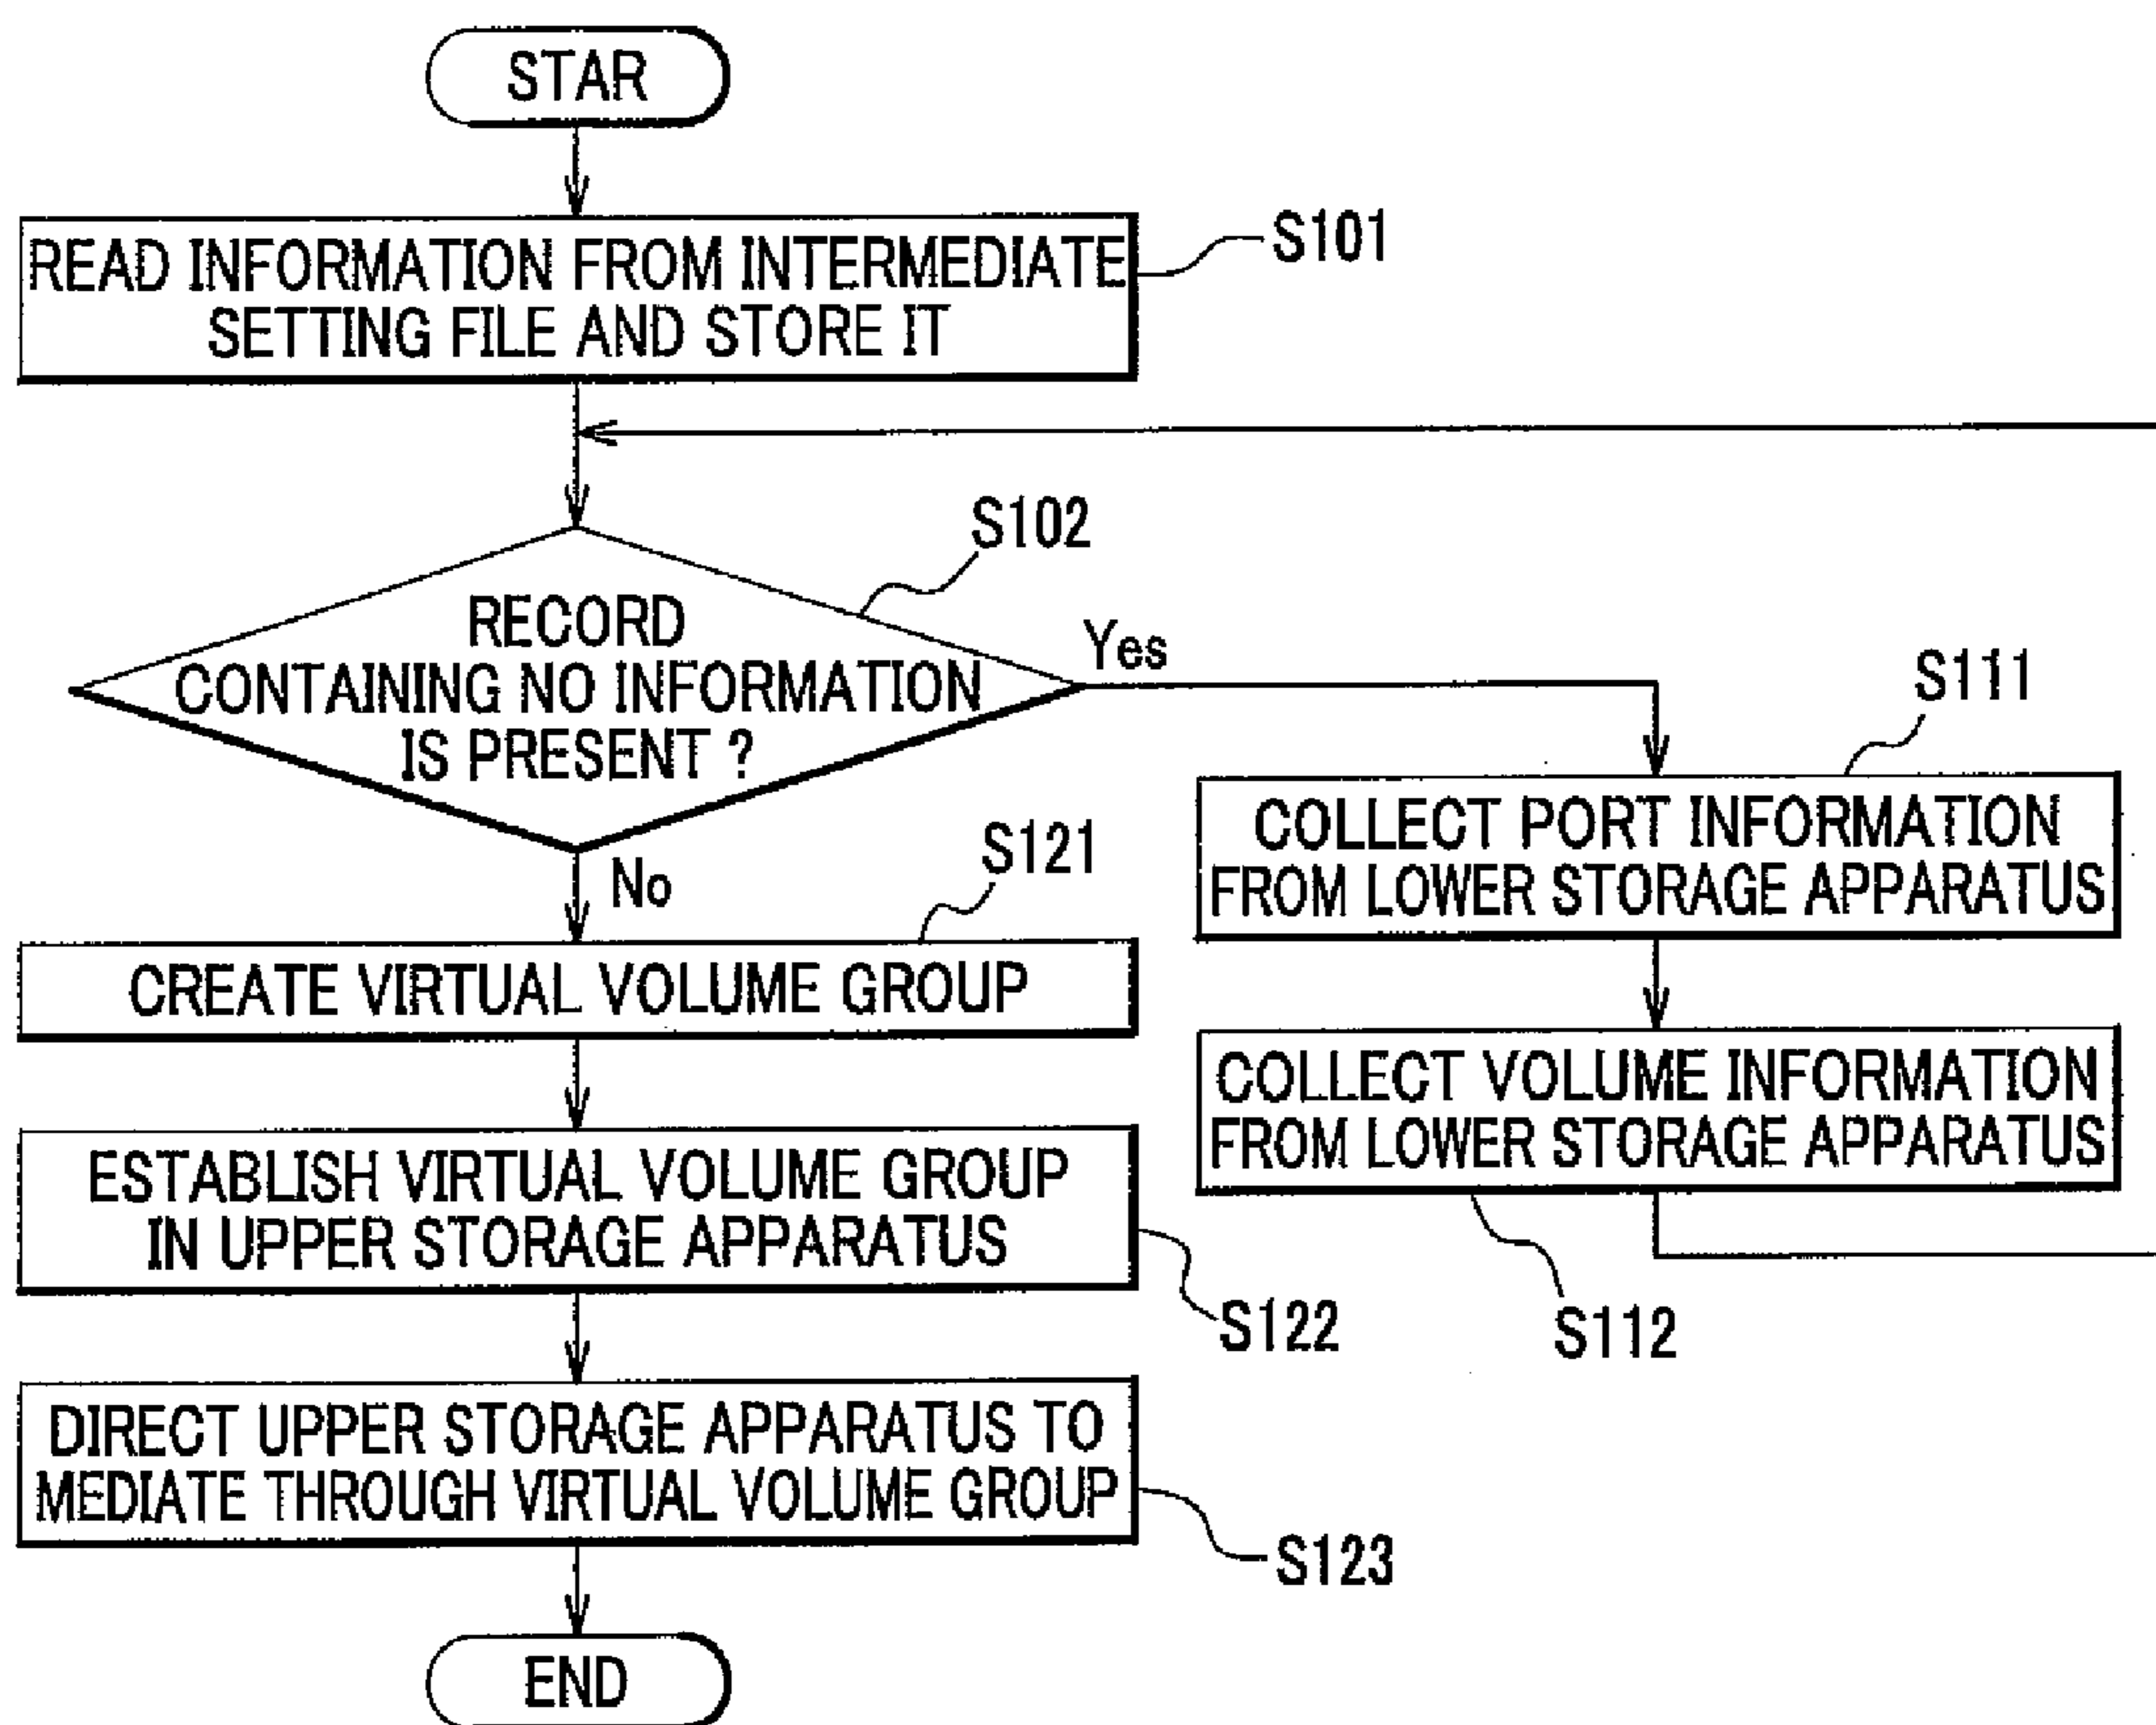 STAR
READ INFORMATION FROM INTERMEDIATE
SETTING FILE AND STORE IT
S101
S102
RECORD
CONTAINING NO INFORMATION
IS PRESENT ?
Yes
No
S111
COLLECT PORT INFORMATION
FROM LOWER STORAGE APPARATUS
S121
CREATE VIRTUAL VOLUME GROUP
COLLECT VOLUME INFORMATION
FROM LOWER STORAGE APPARATUS
S112
ESTABLISH VIRTUAL VOLUME GROUP
IN UPPER STORAGE APPARATUS
S122
DIRECT UPPER STORAGE APPARATUS TO
MEDIATE THROUGH VIRTUAL VOLUME GROUP
S123
END